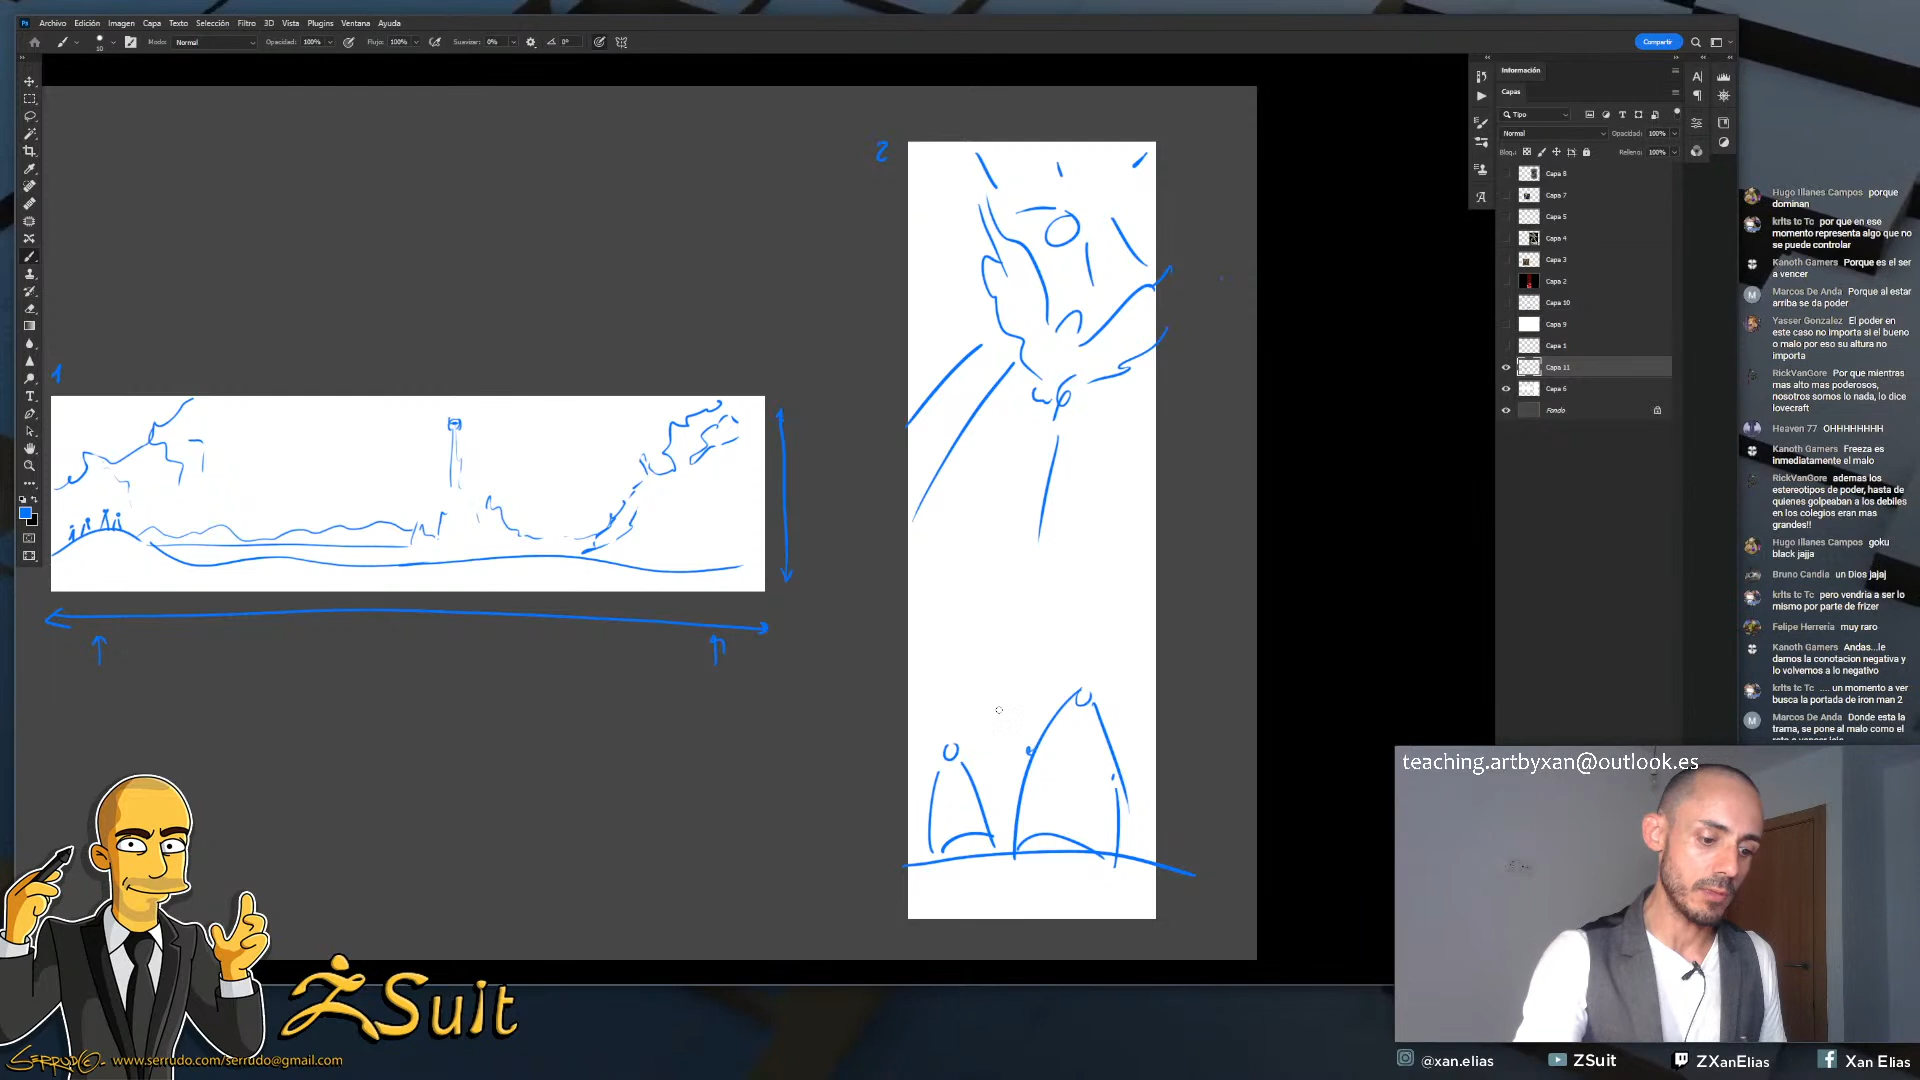 Ps Archivo Edición Imagen Capa Texto Selección Filtro 3D Vista Plugins Ventana Ayuda
10 Modo: Normal Opacidad: 100% Flujo: 100% Suavizar: 0% 0° Compartir
Información
Capas
Tipo
Normal Opacidad: 100%
Bloq.: Relleno: 100%
Capa 8
Capa 7
Capa 5
Capa 4
Capa 3
Capa 2
Capa 10
Capa 9
Capa 1
Capa 11
Capa 6
Fondo
2
1
Hugo Illanes Campos porque
dominan
krlts tc Tc por que en ese
momento representa algo que no
se puede controlar
Kanoth Gamers Porque es el ser
a vencer
Marcos De Anda Porque al estar
arriba se da poder
Yasser Gonzalez El poder en
este caso no importa si el bueno
o malo por eso su altura no
importa
RickVanGore Por que mientras
mas alto mas poderosos,
nosotros somos lo nada, lo dice
lovecraft
Heaven 77 OHHHHHHHH
Kanoth Gamers Freeza es
inmediatamente el malo
RickVanGore ademas los
estereotipos de poder, hasta de
quienes golpeaban a los debiles
en los colegios eran mas
grandes!!
Hugo Illanes Campos goku
black jajja
Bruno Candia un Dios jajaj
krlts tc Tc pero vendria a ser lo
mismo por parte de frizer
Felipe Herreria muy raro
Kanoth Gamers Andas...le
damos la conotacion negativa y
lo volvemos a lo negativo
krlts tc Tc .... un momento a ver
busca la portada de iron man 2
Marcos De Anda Donde esta la
trama, se pone al malo como el
teaching.artbyxan@outlook.es
ZSuit
SERRUDO©- www.serrudo.com/serrudo@gmail.com
@xan.elias ZSuit ZXanElias Xan Elias